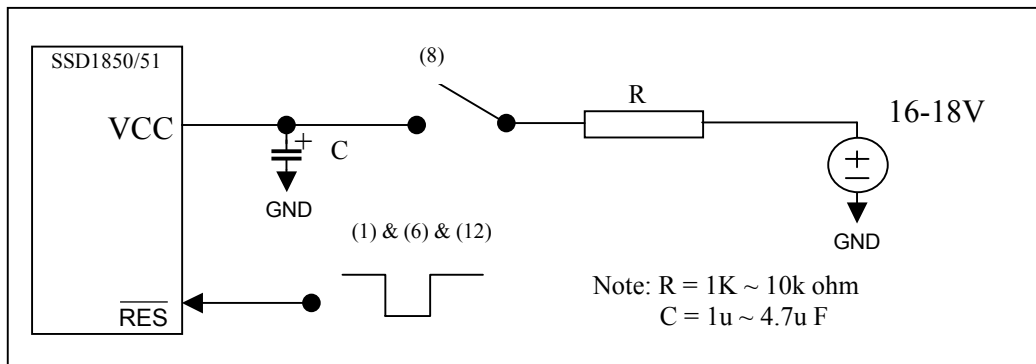 SSD1850/51
(8)
R
16-18V
VCC
+
C
+
−
GND
GND
(1) & (6) & (12)
Note: R = 1K ~ 10k ohm
C = 1u ~ 4.7u F
RES